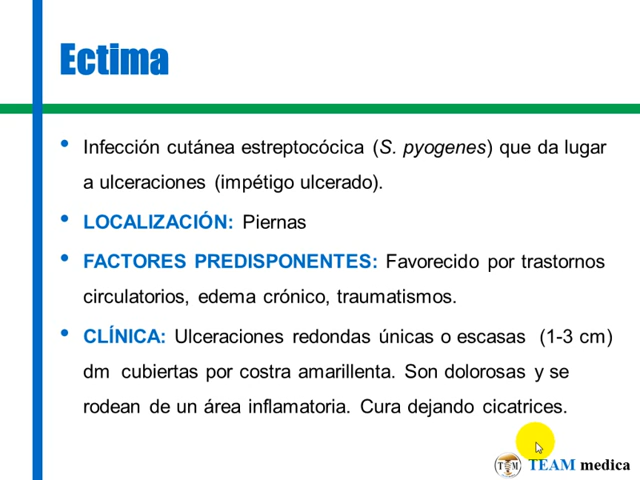 Ectima
• Infección cutánea estreptocócica (S. pyogenes) que da lugar
a ulceraciones (impétigo ulcerado).
• LOCALIZACIÓN: Piernas
• FACTORES PREDISPONENTES: Favorecido por trastornos
circulatorios, edema crónico, traumatismos.
• CLÍNICA: Ulceraciones redondas únicas o escasas (1-3 cm)
dm cubiertas por costra amarillenta. Son dolorosas y se
rodean de un área inflamatoria. Cura dejando cicatrices.
TEAM medica